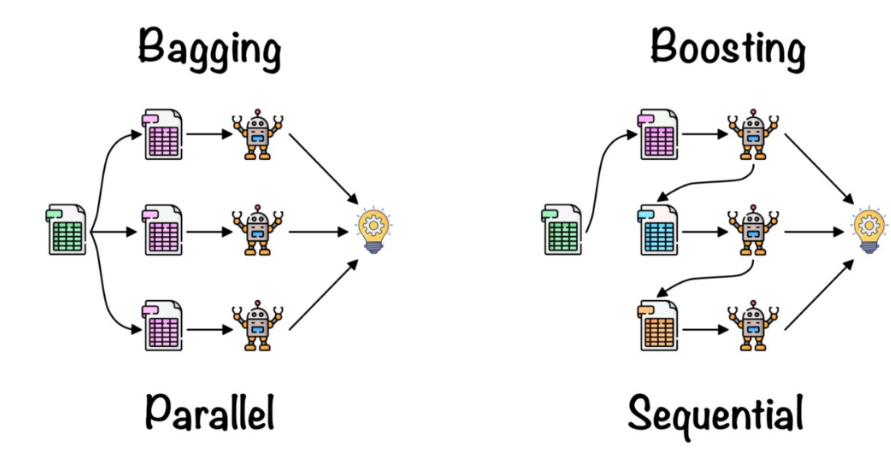 Bagging
Boosting
Parallel
Sequential